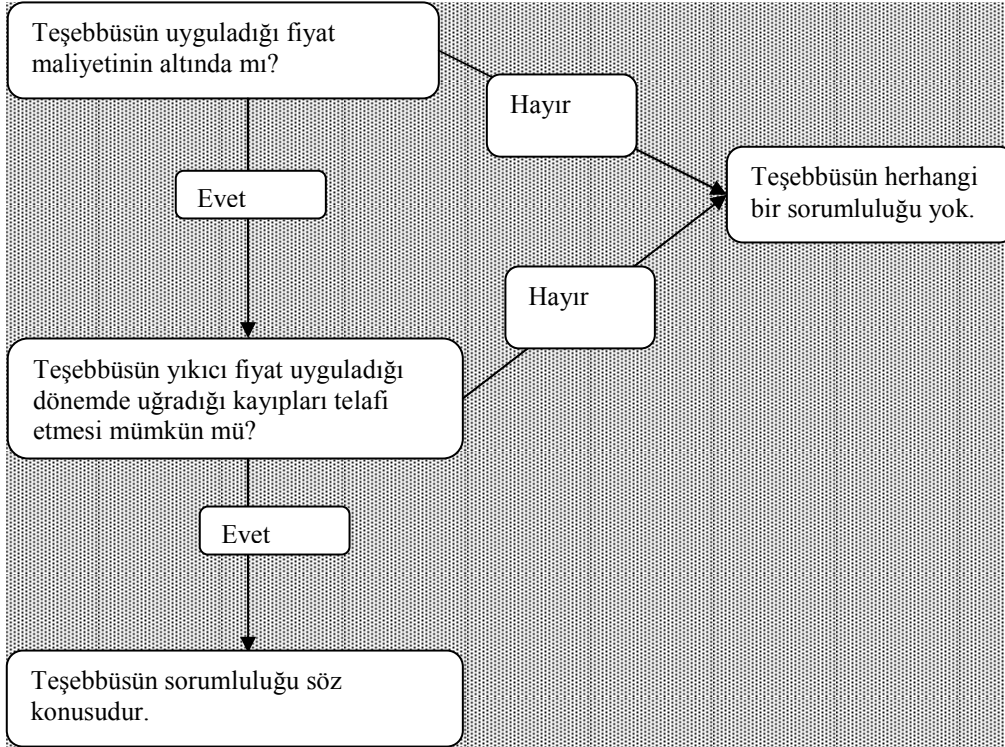 Teşebbüsün uyguladığı fiyat
maliyetinin altında mı?
Hayır
Teşebbüsün herhangi
bir sorumluluğu yok.
Evet
Hayır
Teşebbüsün yıkıcı fiyat uyguladığı
dönemde uğradığı kayıpları telafi
etmesi mümkün mü?
Evet
Teşebbüsün sorumluluğu söz
konusudur.